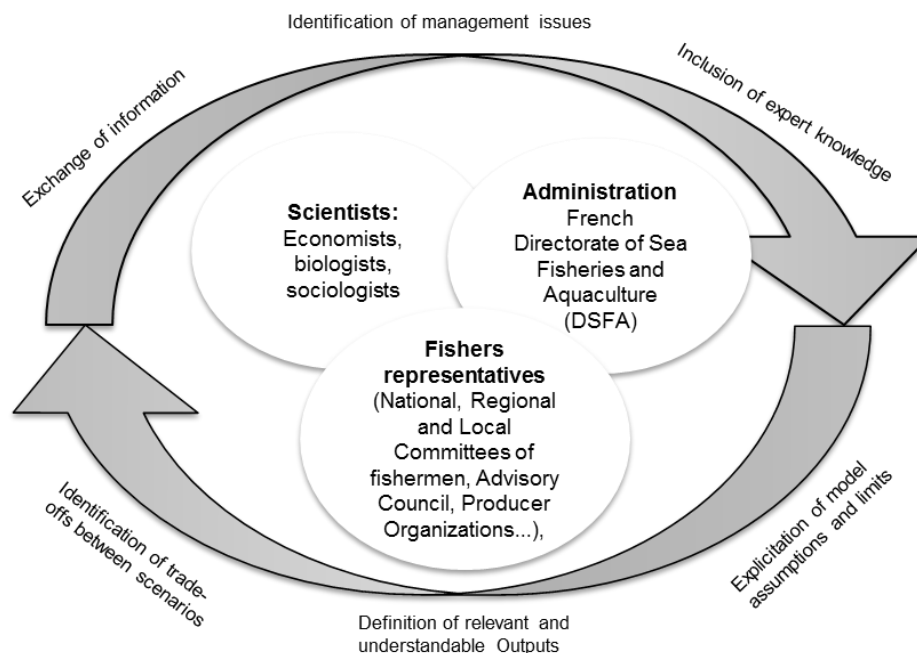 Identification of management issues
Exchange of information
Inclusion of expert knowledge
Scientists:
Economists,
biologists,
sociologists
Administration
French
Directorate of Sea
Fisheries and
Aquaculture
(DSFA)
Fishers
representatives
(National, Regional
and Local
Committees of
fishermen, Advisory
Council, Producer
Organizations...),
Explicitation of model
assumptions and limits
Definition of relevant and
understandable Outputs
Identification of trade-
offs between scenarios